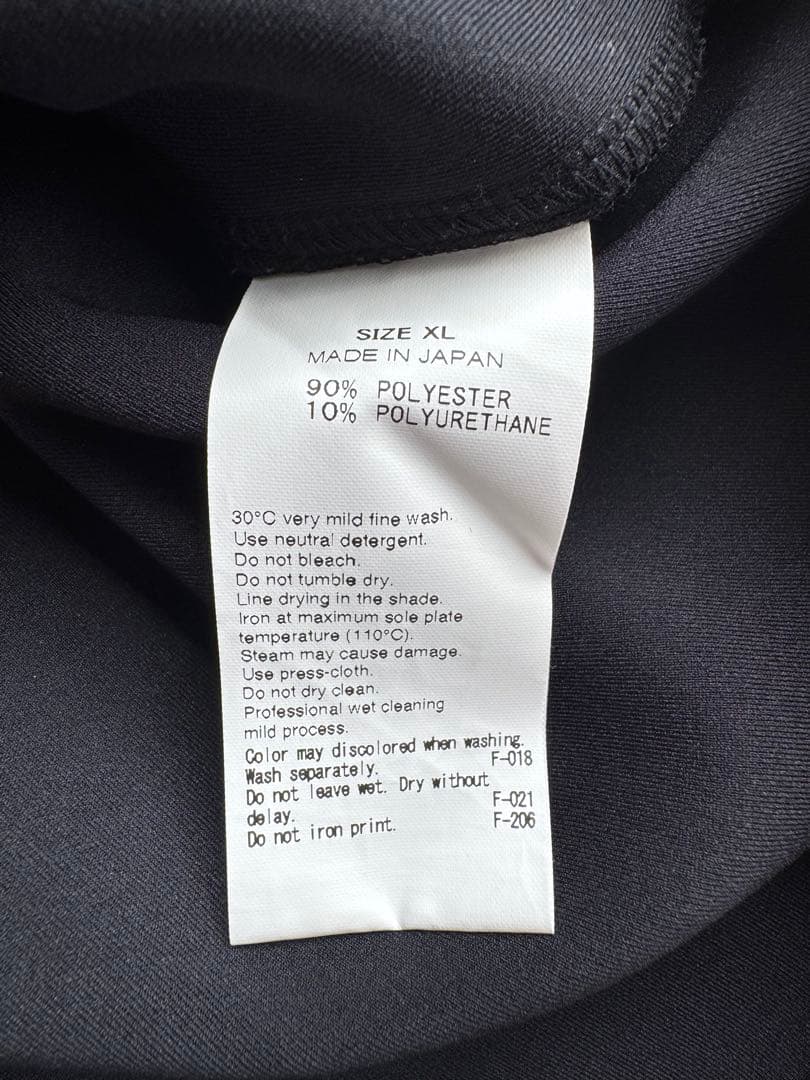 SIZE XL
MADE IN JAPAN
90% POLYESTER
10% POLYURETHANE
30°C very mild fine wash.
Use neutral detergent.
Do not bleach.
Do not tumble dry.
Line drying in the shade.
Iron at maximum sole plate
temperature (110°C).
Steam may cause damage.
Use press-cloth.
Do not dry clean.
Professional wet cleaning
mild process.
Color may discolored when washing.
Wash separately. F-018
Do not leave wet. Dry without
delay. F-021
Do not iron print. F-206